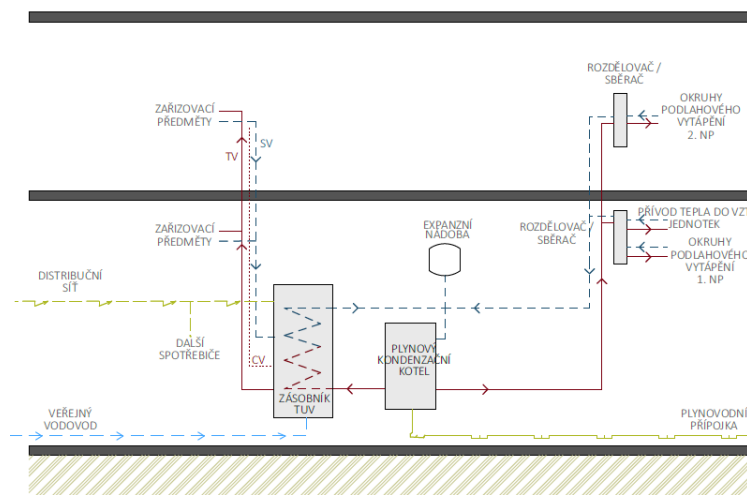 ROZDĚLOVAČ /
SBĚRAČ
ZAŘIZOVACÍ
PŘEDMĚTY
OKRUHY
PODLAHOVÉHO
VYTÁPĚNÍ
2. NP
SV
TV
ZAŘIZOVACÍ
PŘEDMĚTY
EXPANZNÍ
NÁDOBA
ROZDĚLOVAČ /
SBĚRAČ
PŘÍVOD TEPLA DO VZT
JEDNOTEK
OKRUHY
PODLAHOVÉHO
VYTÁPĚNÍ
1. NP
DISTRIBUČNÍ
SÍŤ
DALŠÍ
SPOTŘEBIČE
CV
PLYNOVÝ
KONDENZAČNÍ
KOTEL
ZÁSOBNÍK
TUV
VEŘEJNÝ
VODOVOD
PLYNOVODNÍ
PŘÍPOJKA